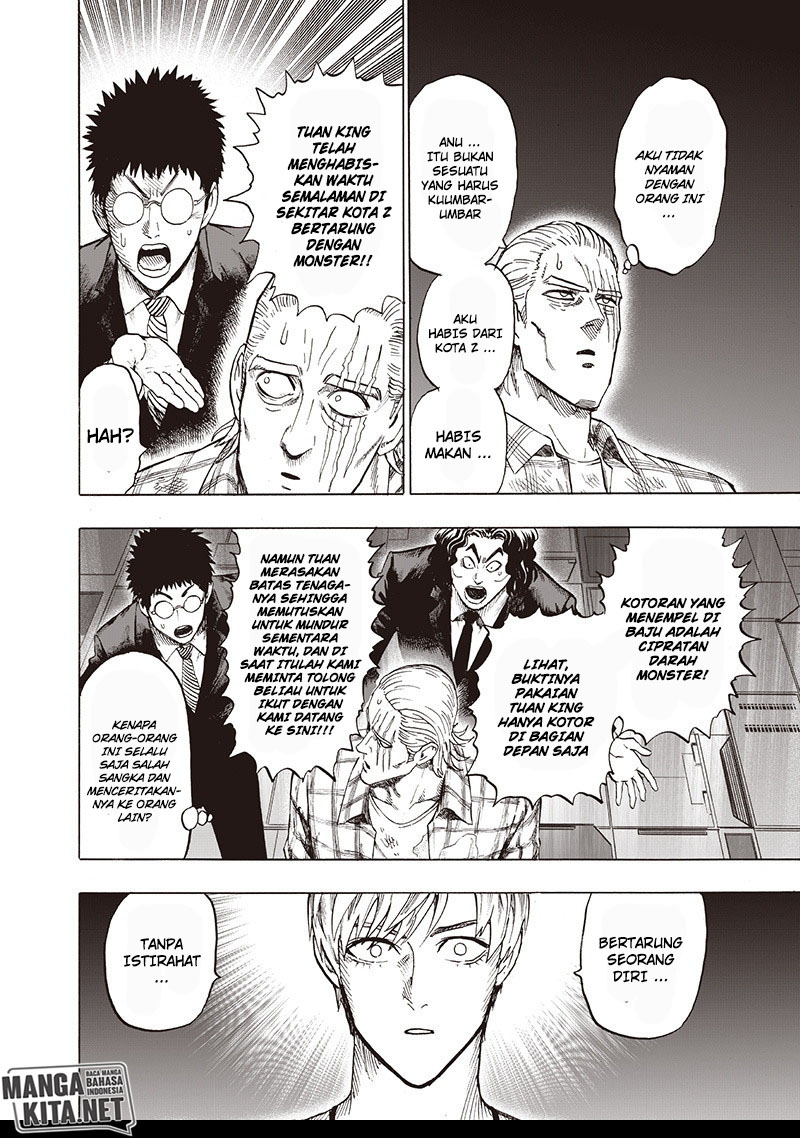 AKU TIDAK
NYAMAN
DENGAN
ORANG INI
...
ANU ...
ITU BUKAN
SESUATU
YANG HARUS
KUUMBAR-
UMBAR
AKU
HABIS DARI
KOTA Z ...
HABIS
MAKAN ...
TUAN KING
TELAH
MENGHABIS-
KAN WAKTU
SEMALAMAN DI
SEKITAR KOTA Z
BERTARUNG
DENGAN
MONSTER!!
HAH?
KOTORAN YANG
MENEMPEL DI
BAJU ADALAH
CIPRATAN
DARAH
MONSTER!
LIHAT,
BUKTINYA
PAKAIAN
TUAN KING
HANYA KOTOR
DI BAGIAN
DEPAN SAJA
NAMUN TUAN
MERASAKAN
BATAS TENAGA-
NYA SEHINGGA
MEMUTUSKAN
UNTUK MUNDUR
SEMENTARA
WAKTU, DAN DI
SAAT ITULAH KAMI
MEMINTA TOLONG
BELIAU UNTUK
IKUT DENGAN
KAMI DATANG
KE SINI!!!
KENAPA
ORANG-ORANG
INI SELALU
SAJA SALAH
SANGKA DAN
MENCERITAKAN-
NYA KE ORANG
LAIN?
BERTARUNG
SEORANG
DIRI ...
TANPA
ISTIRAHAT
...
MANGA
KITA.NET
BACA MANGA
BAHASA
INDONESIA